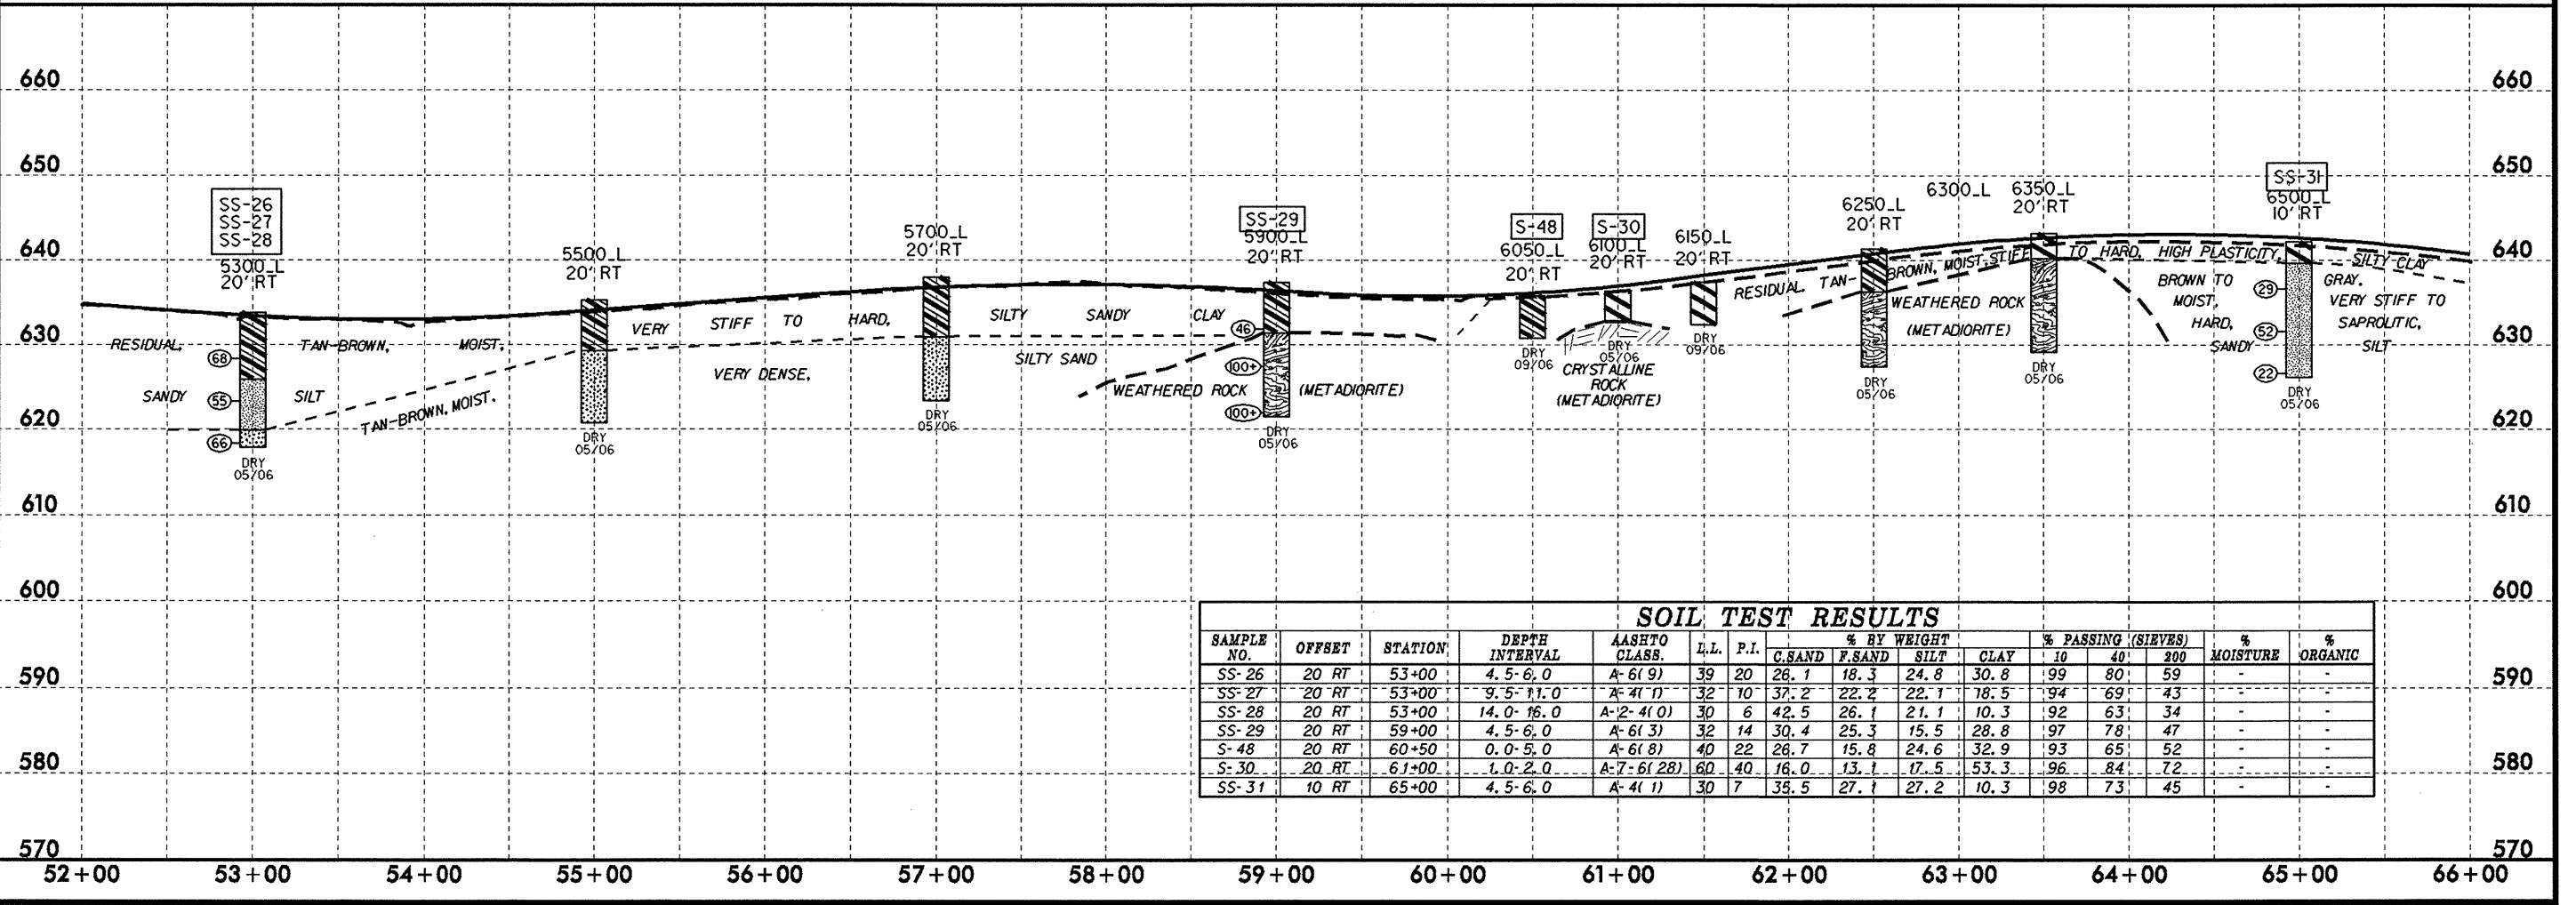 660 660
650 650
640 640
630 630
620 620
610 610
600 600
590 590
580 580
570 570
SS-26
SS-27
SS-28
5300_L
20' RT
68
55
66
DRY
05/06
5500_L
20' RT
DRY
05/06
5700_L
20' RT
DRY
05/06
SS-29
5900_L
20' RT
46
100+
100+
DRY
05/06
S-48
6050_L
20' RT
DRY
09/06
S-30
6100_L
20' RT
DRY
05/06
6150_L
20' RT
DRY
09/06
6250_L
20' RT
DRY
05/06
6300_L
6350_L
20' RT
DRY
05/06
SS-31
6500_L
10' RT
29
52
22
DRY
05/06
RESIDUAL, TAN-BROWN, MOIST, VERY STIFF TO HARD, SILTY SANDY CLAY
SANDY SILT
TAN-BROWN, MOIST, VERY DENSE, SILTY SAND
WEATHERED ROCK (METADIORITE)
CRYSTALLINE
ROCK
(METADIORITE)
RESIDUAL, TAN-BROWN, MOIST, STIFF TO HARD, HIGH PLASTICITY, SILTY CLAY
WEATHERED ROCK
(METADIORITE)
BROWN TO GRAY,
MOIST, VERY STIFF TO
HARD, SAPROLITIC,
SANDY SILT
SOIL TEST RESULTS
SAMPLE NO. OFFSET STATION DEPTH INTERVAL AASHTO CLASS. L.L. P.I. % BY WEIGHT % PASSING (SIEVES) % MOISTURE % ORGANIC
C.SAND F.SAND SILT CLAY 10 40 200
SS-26 20 RT 53+00 4.5-6.0 A-6(9) 39 20 26.1 18.3 24.8 30.8 99 80 59 - -
SS-27 20 RT 53+00 9.5-11.0 A-4(1) 32 10 37.2 22.2 22.1 18.5 94 69 43 - -
SS-28 20 RT 53+00 14.0-16.0 A-2-4(0) 30 6 42.5 26.1 21.1 10.3 92 63 34 - -
SS-29 20 RT 59+00 4.5-6.0 A-6(3) 32 14 30.4 25.3 15.5 28.8 97 78 47 - -
S-48 20 RT 60+50 0.0-5.0 A-6(8) 40 22 26.7 15.8 24.6 32.9 93 65 52 - -
S-30 20 RT 61+00 1.0-2.0 A-7-6(28) 60 40 16.0 13.1 17.5 53.3 96 84 72 - -
SS-31 10 RT 65+00 4.5-6.0 A-4(1) 30 7 35.5 27.1 27.2 10.3 98 73 45 - -
52+00 53+00 54+00 55+00 56+00 57+00 58+00 59+00 60+00 61+00 62+00 63+00 64+00 65+00 66+00